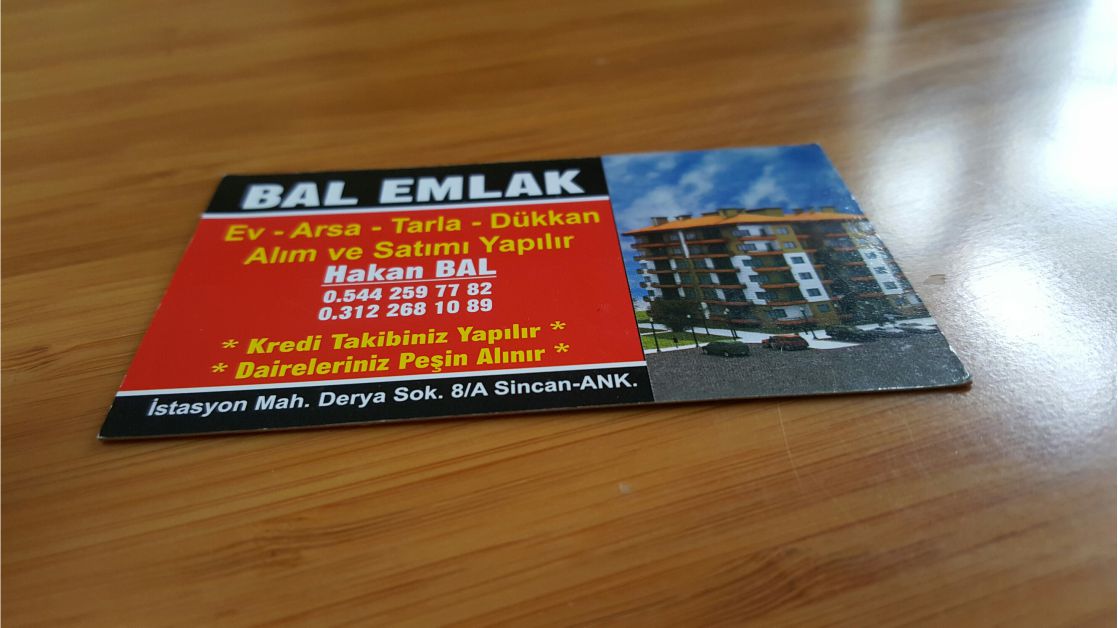 BAL EMLAK
Ev - Arsa - Tarla - Dükkan
Alım ve Satımı Yapılır
Hakan BAL
0.544 259 77 82
0.312 268 10 89
* Kredi Takibiniz Yapılır *
* Daireleriniz Peşin Alınır *
İstasyon Mah. Derya Sok. 8/A Sincan-ANK.